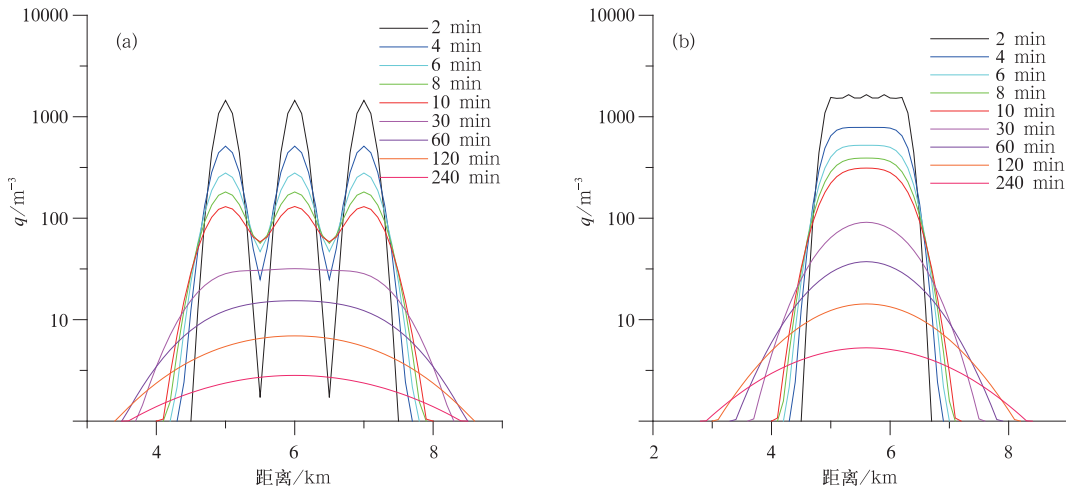 (a)
10000
1000
100
10
q/m⁻³
4
6
8
距离/km
2 min
4 min
6 min
8 min
10 min
30 min
60 min
120 min
240 min
(b)
10000
1000
100
10
q/m⁻³
2
4
6
8
距离/km
2 min
4 min
6 min
8 min
10 min
30 min
60 min
120 min
240 min